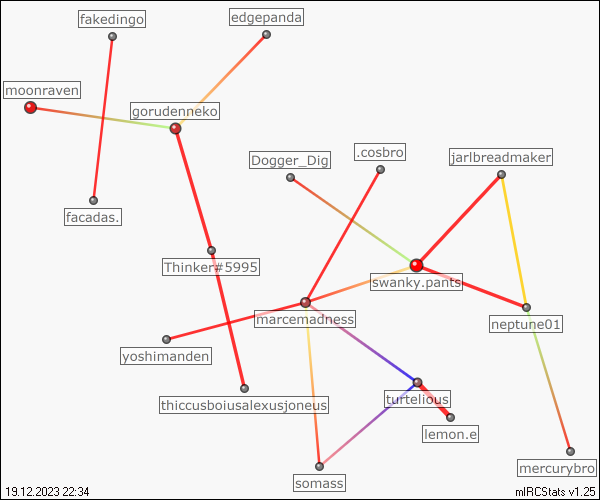 fakedingo
edgepanda
moonraven
gorudenneko
Dogger_Dig
.cosbro
jarlbreadmaker
facadas.
Thinker#5995
swanky.pants
marcemadness
neptune01
yoshimanden
thiccusboiusalexusjoneus
turtelious
lemon.e
mercurybro
somass
19.12.2023 22:34
mIRCStats v1.25